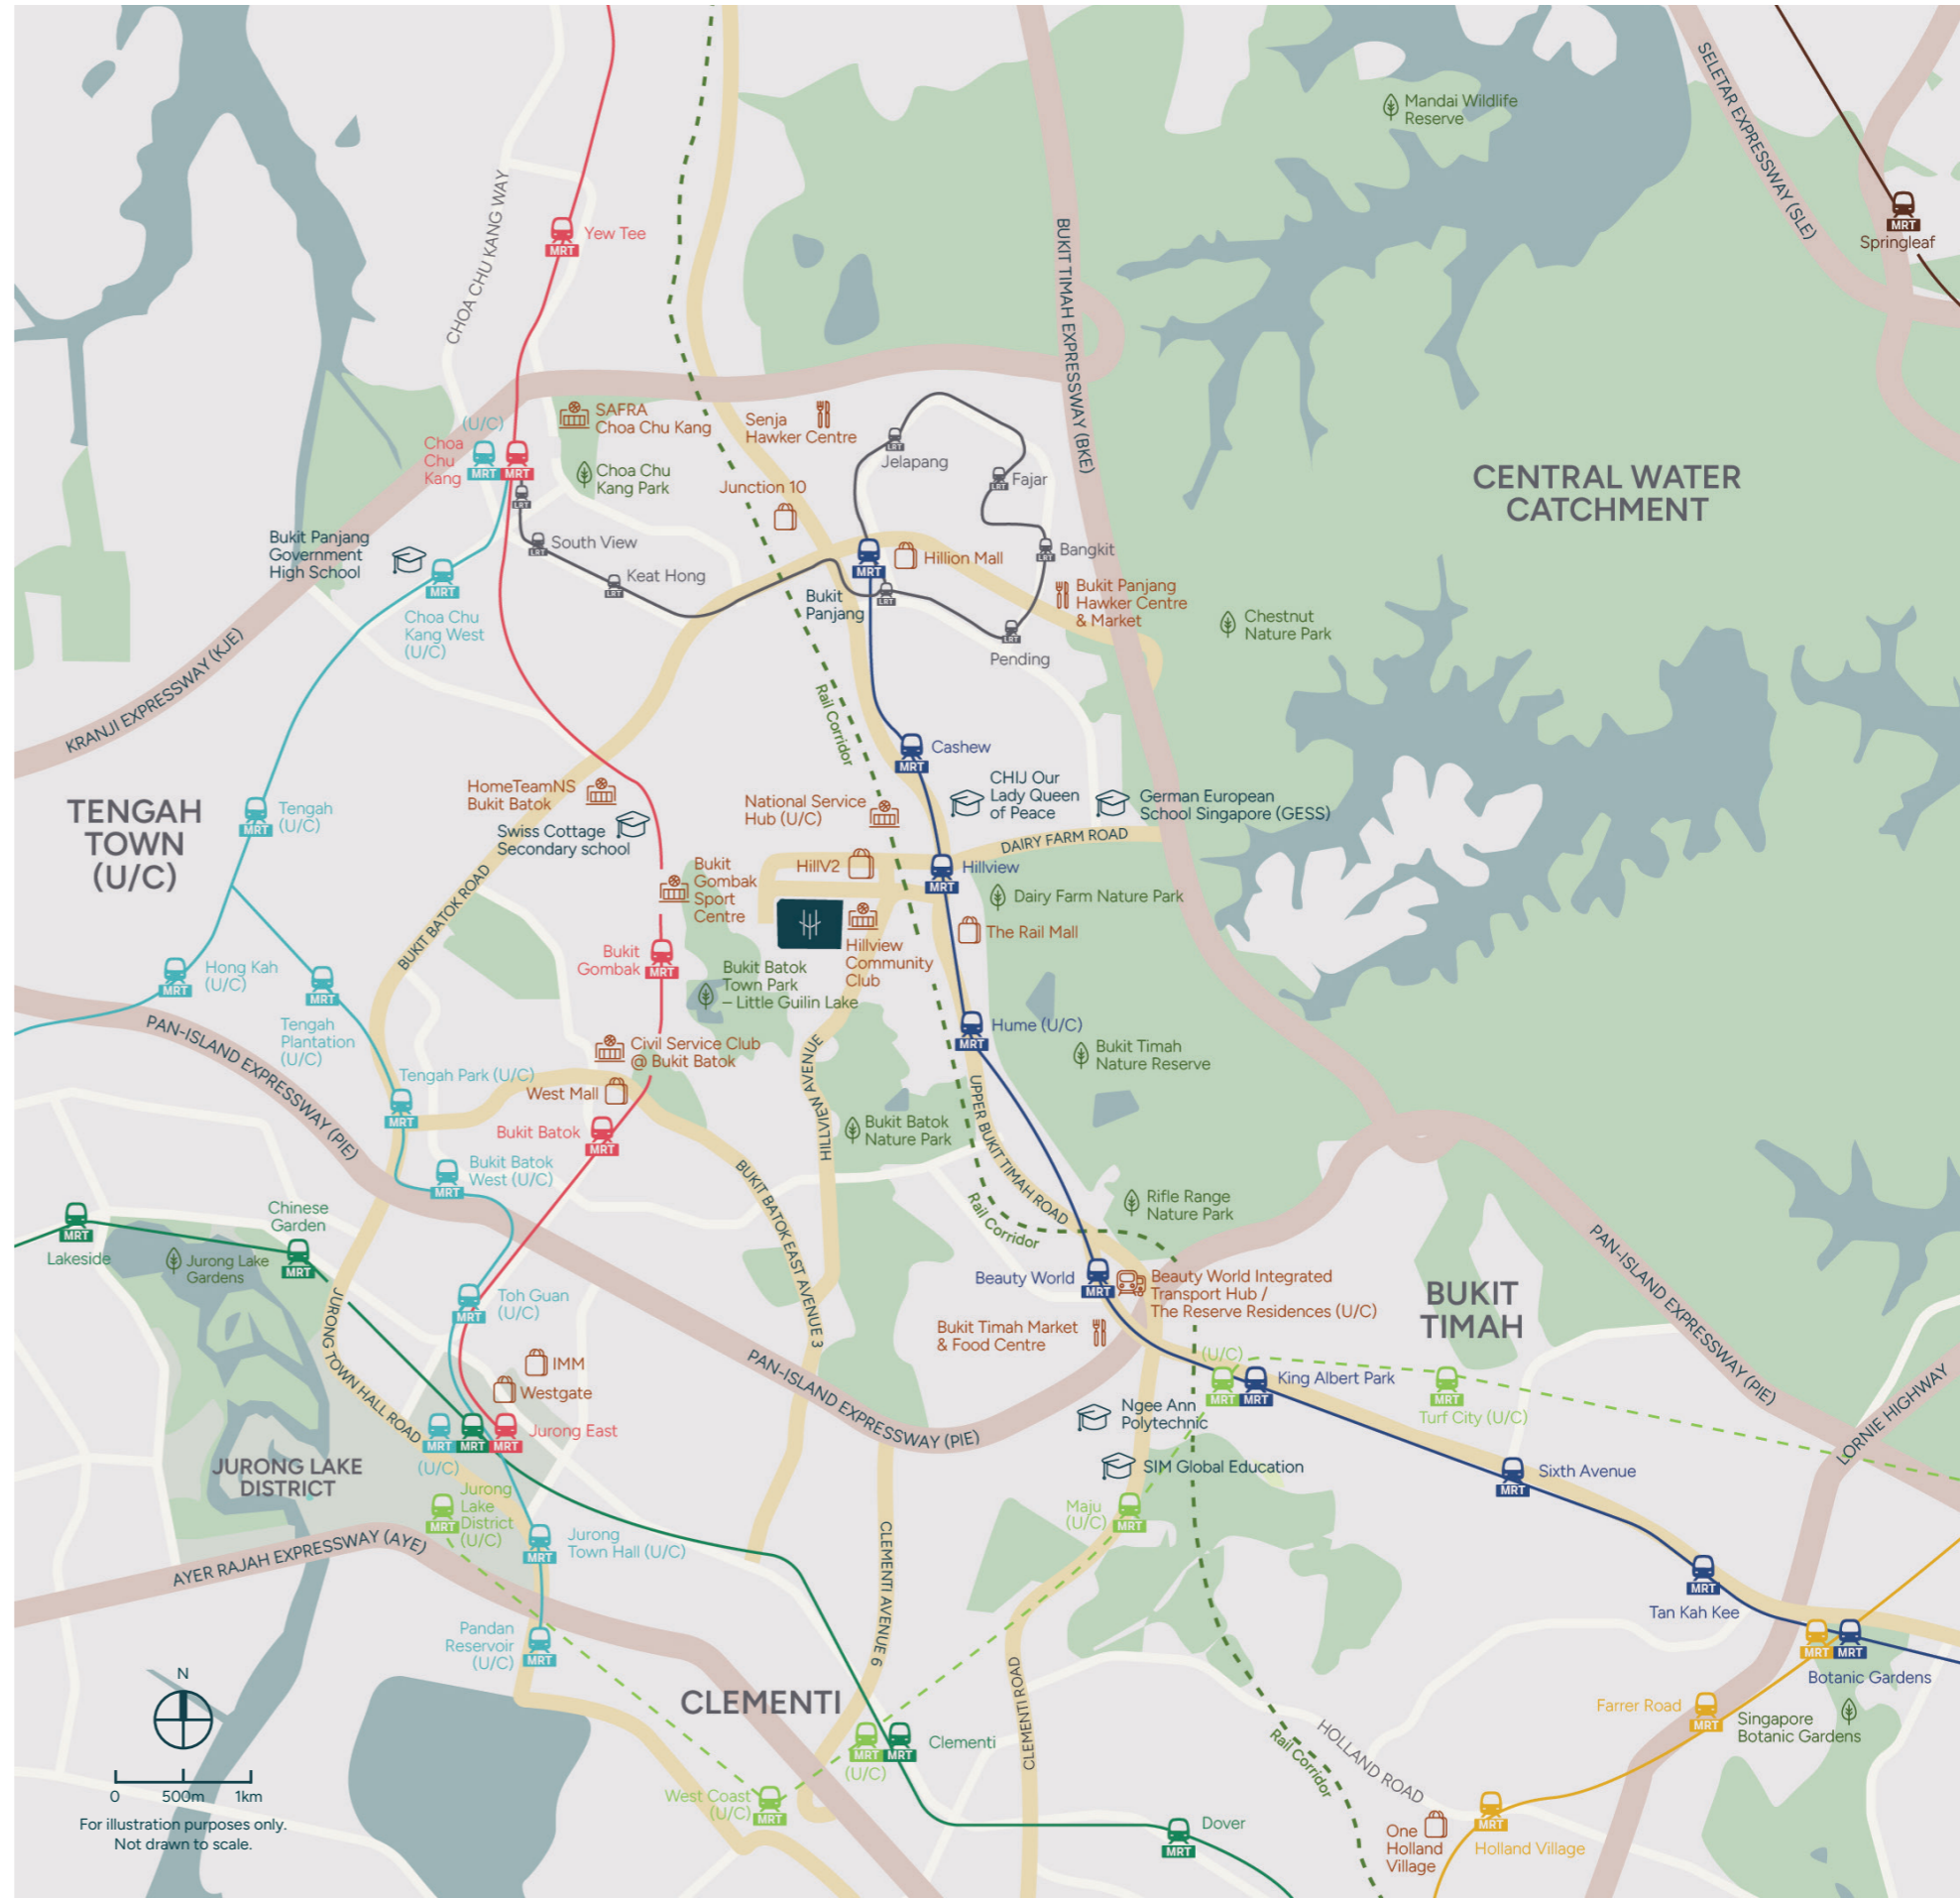 Mandai Wildlife
Reserve
SELETAR EXPRESSWAY (SLE)
MRT
Springleaf
CHOA CHU KANG WAY
MRT
Yew Tee
BUKIT TIMAH EXPRESSWAY (BKE)
SAFRA
Choa Chu Kang
Senja
Hawker Centre
(U/C)
Choa
Chu
Kang
MRT
MRT
LRT
Choa Chu
Kang Park
Junction 10
LRT
Jelapang
LRT
Fajar
CENTRAL WATER
CATCHMENT
Bukit Panjang
Government
High School
LRT
South View
LRT
Keat Hong
MRT
Hillion Mall
LRT
Bangkit
Bukit
Panjang
LRT
Bukit Panjang
Hawker Centre
& Market
LRT
Pending
Chestnut
Nature Park
MRT
Choa Chu
Kang West
(U/C)
KRANJI EXPRESSWAY (KJE)
Rail Corridor
MRT
Cashew
TENGAH
TOWN
(U/C)
MRT
Tengah
(U/C)
HomeTeamNS
Bukit Batok
Swiss Cottage
Secondary school
National Service
Hub (U/C)
CHIJ Our
Lady Queen
of Peace
German European
School Singapore (GESS)
DAIRY FARM ROAD
BUKIT BATOK ROAD
Bukit
Gombak
Sport
Centre
HillV2
MRT
Hillview
Dairy Farm Nature Park
The Rail Mall
Hillview
Community
Club
Bukit
Gombak
MRT
Bukit Batok
Town Park
– Little Guilin Lake
MRT
Hong Kah
(U/C)
MRT
Tengah
Plantation
(U/C)
MRT
Hume (U/C)
Bukit Timah
Nature Reserve
PAN-ISLAND EXPRESSWAY (PIE)
Civil Service Club
@ Bukit Batok
HILLVIEW AVENUE
Tengah Park (U/C)
MRT
West Mall
UPPER BUKIT TIMAH ROAD
Bukit Batok
MRT
Bukit Batok
Nature Park
Bukit Batok
West (U/C)
MRT
BUKIT BATOK EAST AVENUE 3
Rifle Range
Nature Park
Rail Corridor
MRT
Lakeside
Chinese
Garden
MRT
Jurong Lake
Gardens
PAN-ISLAND EXPRESSWAY (PIE)
Beauty World
MRT
Beauty World Integrated
Transport Hub /
The Reserve Residences (U/C)
BUKIT
TIMAH
MRT
Toh Guan
(U/C)
JURONG TOWN HALL ROAD
Bukit Timah Market
& Food Centre
IMM
Westgate
PAN-ISLAND EXPRESSWAY (PIE)
(U/C)
MRT
MRT
King Albert Park
MRT
Turf City (U/C)
LORNIE HIGHWAY
MRT
MRT
MRT
Jurong East
(U/C)
Ngee Ann
Polytechnic
JURONG LAKE
DISTRICT
SIM Global Education
MRT
Sixth Avenue
Jurong
Lake
District
(U/C)
MRT
Maju
(U/C)
MRT
MRT
Jurong
Town Hall (U/C)
CLEMENTI AVENUE 6
AYER RAJAH EXPRESSWAY (AYE)
MRT
Tan Kah Kee
Pandan
Reservoir
(U/C)
MRT
MRT
MRT
Botanic Gardens
N
CLEMENTI
CLEMENTI ROAD
Farrer Road
MRT
Singapore
Botanic Gardens
HOLLAND ROAD
Rail Corridor
MRT
MRT
Clementi
(U/C)
0
500m
1km
For illustration purposes only.
Not drawn to scale.
West Coast
(U/C)
MRT
Dover
MRT
One
Holland
Village
MRT
Holland Village